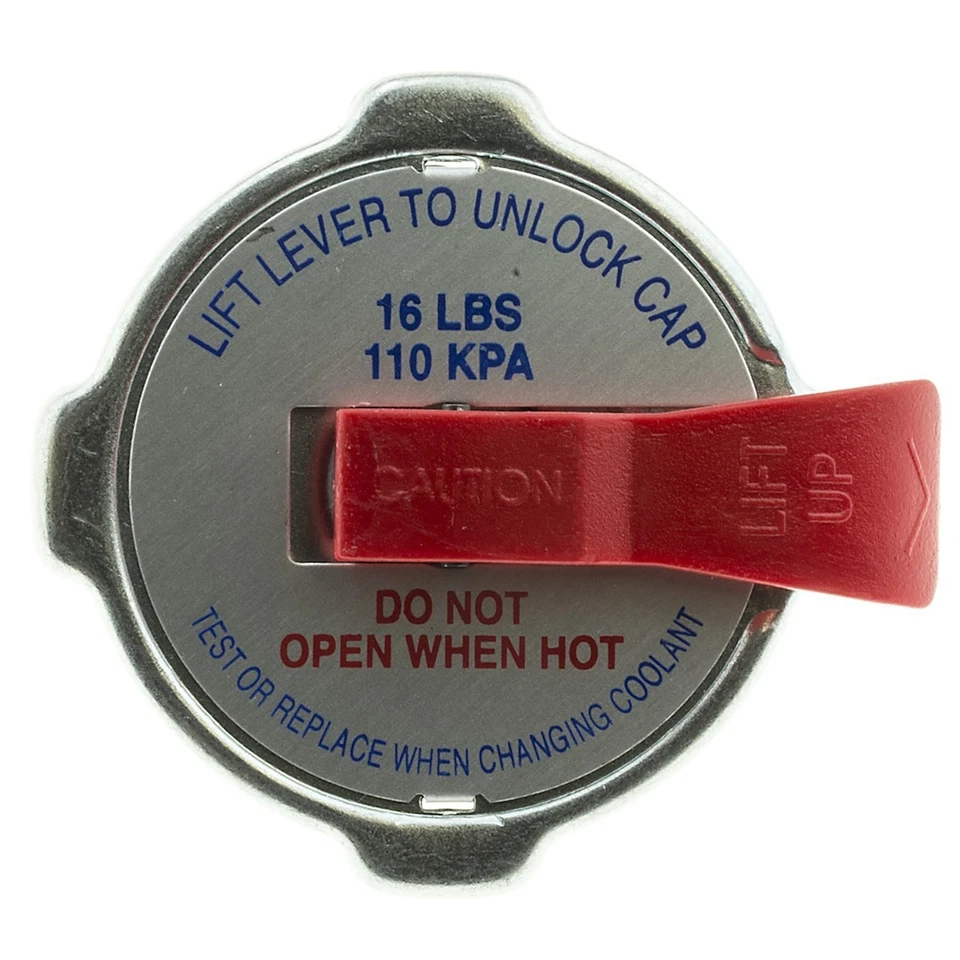 LIFT LEVER TO UNLOCK CAP
16 LBS
110 KPA
CAUTION
LIFT
UP
DO NOT
OPEN WHEN HOT
TEST OR REPLACE WHEN CHANGING COOLANT